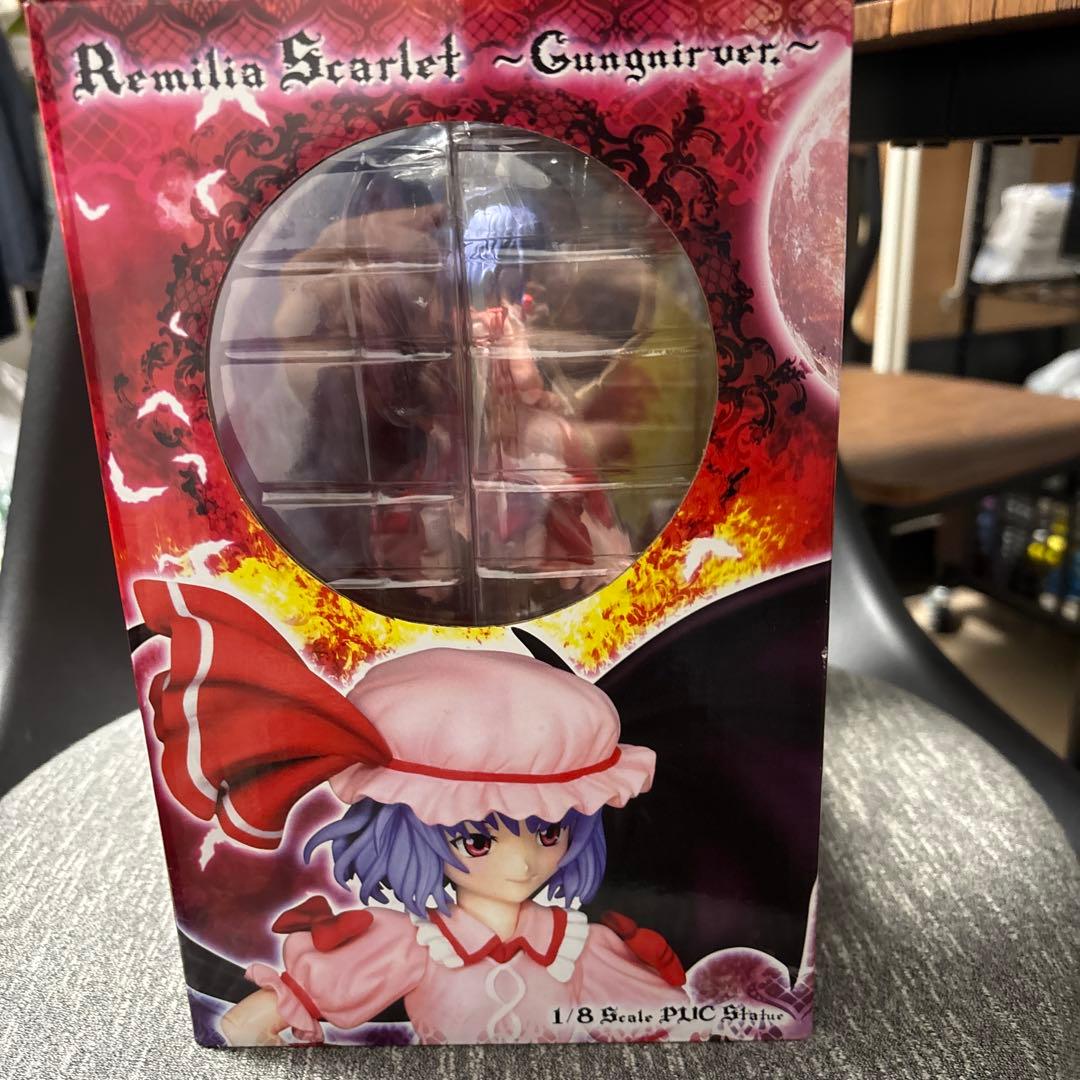 Remilia Scarlet ～Gungnir ver.～
1/8 Scale PVC Statue